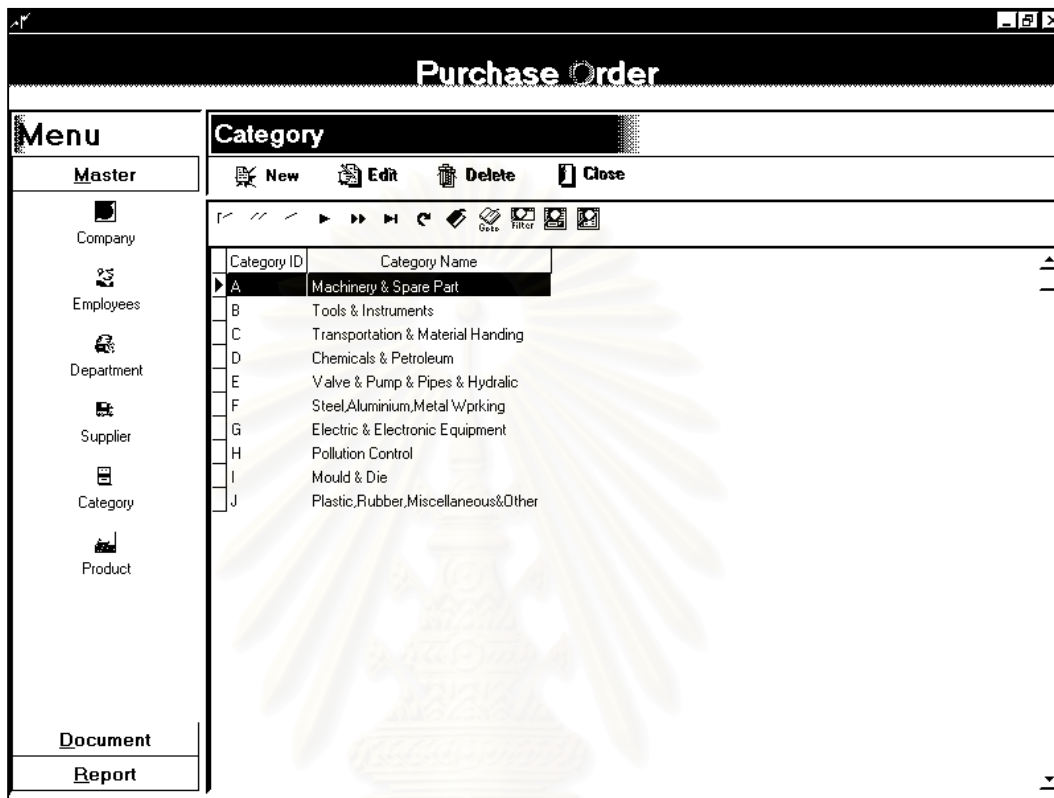 Purchase Order
Menu
Master
Company
Employees
Department
Supplier
Category
Product
Document
Report
Category
New Edit Delete Close
Goto Filter
Category ID Category Name
A Machinery & Spare Part
B Tools & Instruments
C Transportation & Material Handing
D Chemicals & Petroleum
E Valve & Pump & Pipes & Hydralic
F Steel,Aluminium,Metal Wprking
G Electric & Electronic Equipment
H Pollution Control
I Mould & Die
J Plastic,Rubber,Miscellaneous&Other